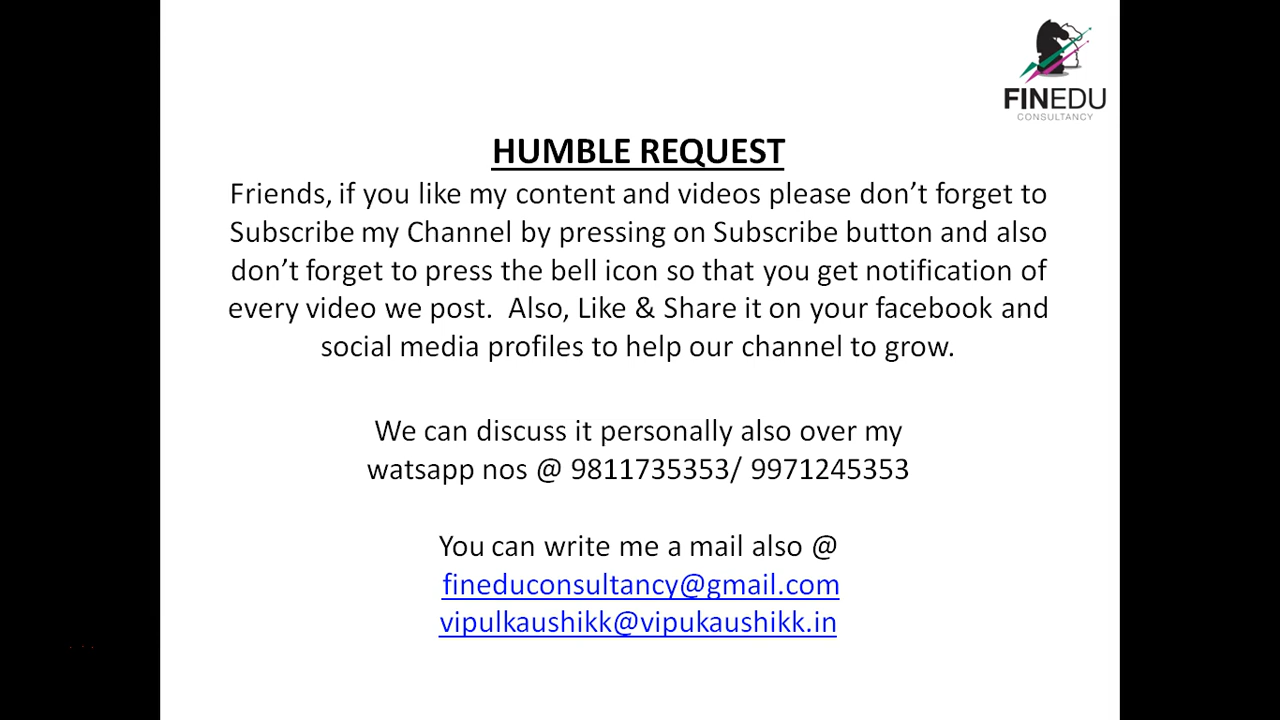 FINEDU
CONSULTANCY
HUMBLE REQUEST
Friends, if you like my content and videos please don’t forget to
Subscribe my Channel by pressing on Subscribe button and also
don’t forget to press the bell icon so that you get notification of
every video we post.  Also, Like & Share it on your facebook and
social media profiles to help our channel to grow.
We can discuss it personally also over my
watsapp nos @ 9811735353/ 9971245353
You can write me a mail also @
fineduconsultancy@gmail.com
vipulkaushikk@vipukaushikk.in